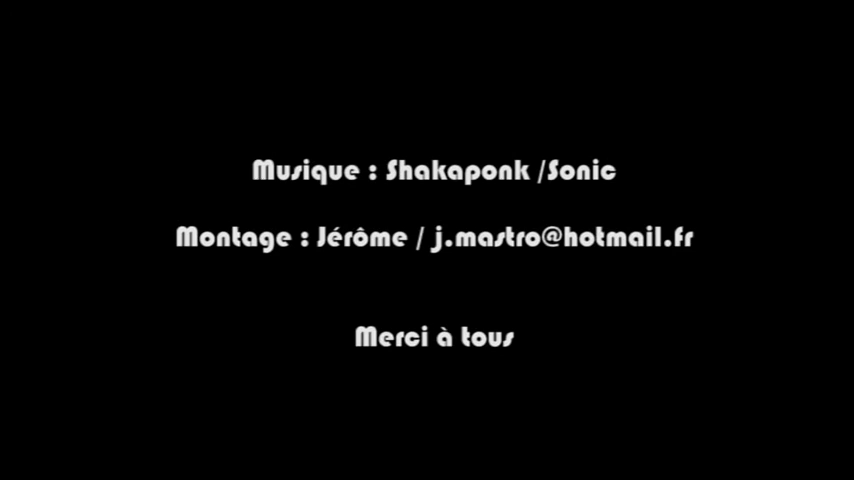 Musique : Shakaponk /Sonic
Montage : Jérôme / j.mastro@hotmail.fr
Merci à tous